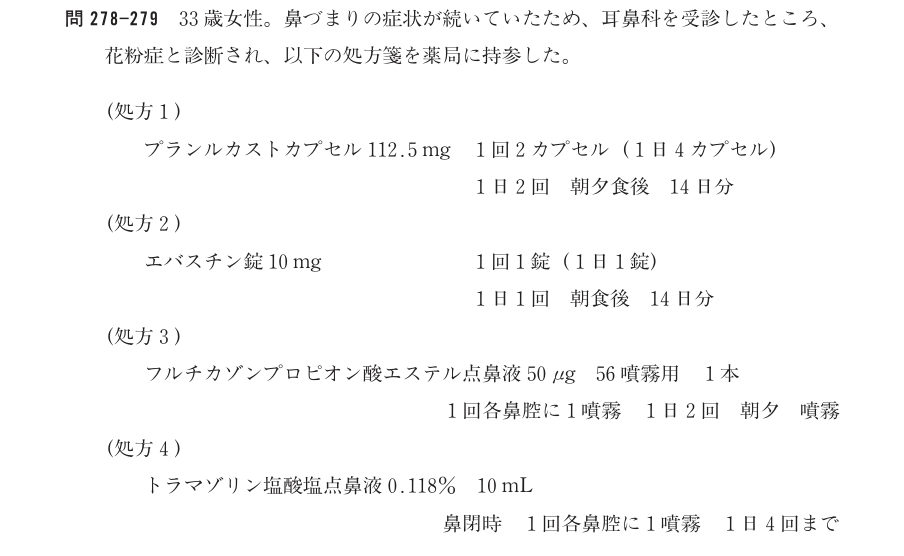 問 278-279　33 歳女性。鼻づまりの症状が続いていたため、耳鼻科を受診したところ、
花粉症と診断され、以下の処方箋を薬局に持参した。
(処方 1 )
プランルカストカプセル 112.5 mg　1 回 2 カプセル（ 1 日 4 カプセル）
1 日 2 回　朝夕食後　14 日分
(処方 2 )
エバスチン錠 10 mg　1 回 1 錠（ 1 日 1 錠）
1 日 1 回　朝食後　14 日分
(処方 3 )
フルチカゾンプロピオン酸エステル点鼻液 50 μg　56 噴霧用　1 本
1 回各鼻腔に 1 噴霧　1 日 2 回　朝夕　噴霧
(処方 4 )
トラマゾリン塩酸塩点鼻液 0.118%　10 mL
鼻閉時　1 回各鼻腔に 1 噴霧　1 日 4 回まで